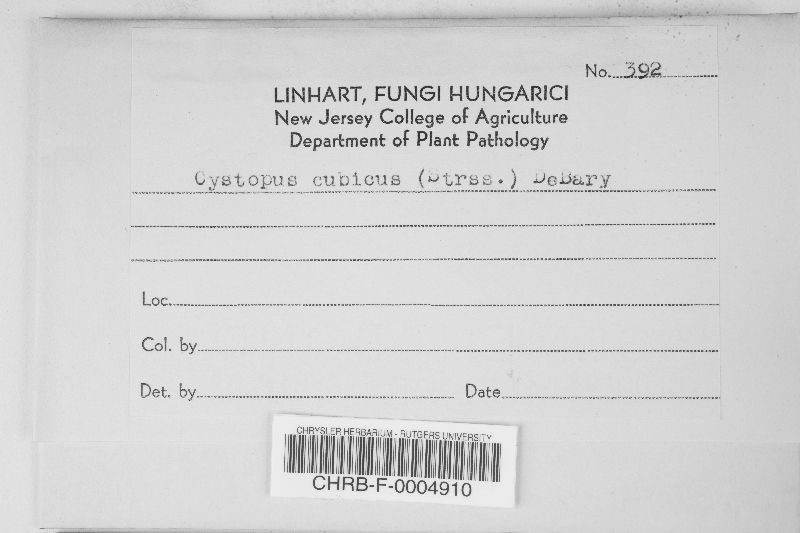 No. 392
LINHART, FUNGI HUNGARICI
New Jersey College of Agriculture
Department of Plant Pathology
Cystopus cubicus (Strss.) DeBary
Loc.
Col. by
Det. by Date
CHRYSLER HERBARIUM - RUTGERS UNIVERSITY
CHRB-F-0004910